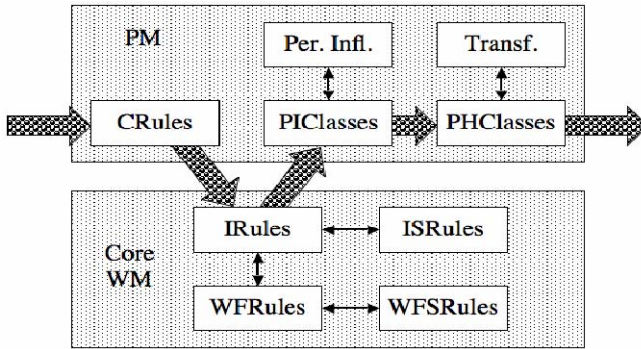 PM
Per. Infl.
Transf.
CRules
PIClasses
PHClasses
IRules
ISRules
Core
WM
WFRules
WFSRules